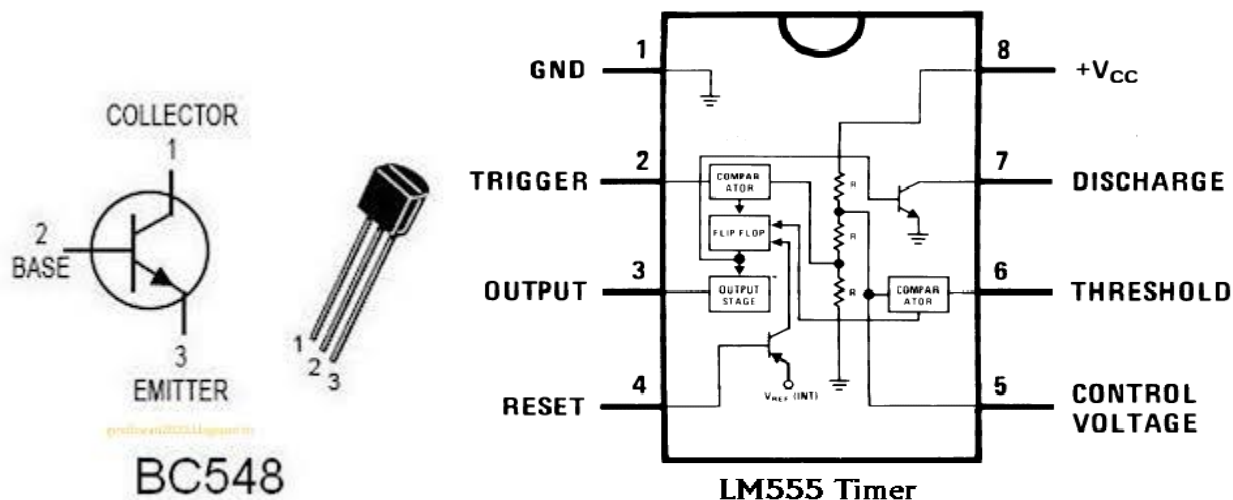 COLLECTOR
1
2
BASE
3
EMITTER
BC548
1
2
3
1
GND
2
TRIGGER
3
OUTPUT
4
RESET
8
+VCC
7
DISCHARGE
6
THRESHOLD
5
CONTROL
VOLTAGE
COMPAR
ATOR
FLIP FLOP
OUTPUT
STAGE
R
R
R
COMPAR
ATOR
VREF (INT)
LM555 Timer